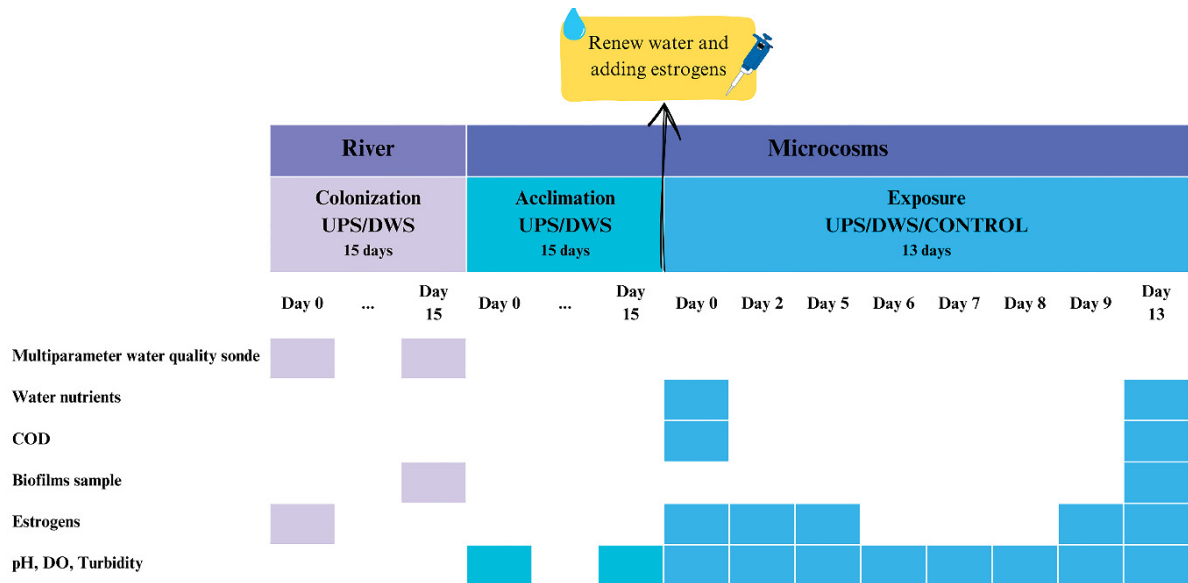 Renew water and
adding estrogens
River
Microcosms
Colonization
UPS/DWS
15 days
Acclimation
UPS/DWS
15 days
Exposure
UPS/DWS/CONTROL
13 days
Day 0
...
Day
15
Day 0
...
Day
15
Day 0
Day 2
Day 5
Day 6
Day 7
Day 8
Day 9
Day
13
Multiparameter water quality sonde
Water nutrients
COD
Biofilms sample
Estrogens
pH, DO, Turbidity